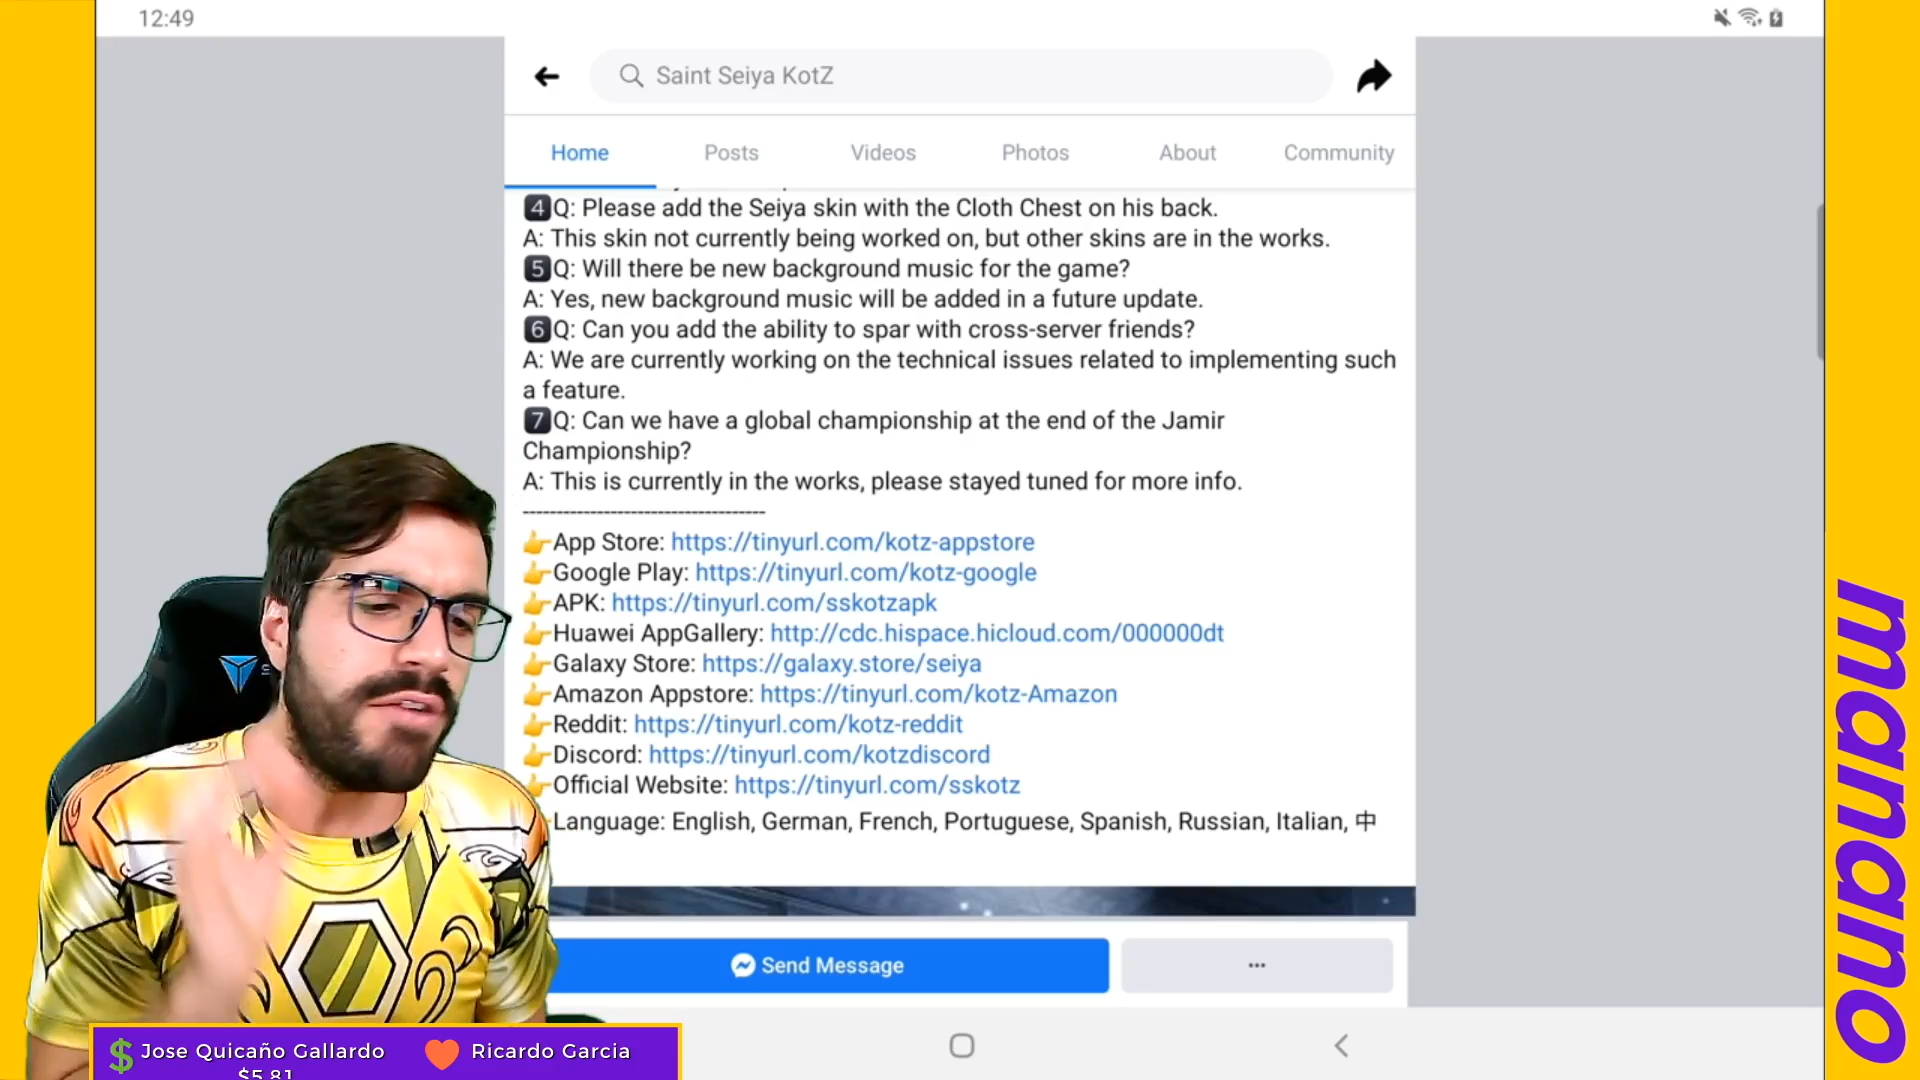 12:49
Saint Seiya KotZ
Home
Posts
Videos
Photos
About
Community
4 Q: Please add the Seiya skin with the Cloth Chest on his back.
A: This skin not currently being worked on, but other skins are in the works.
5 Q: Will there be new background music for the game?
A: Yes, new background music will be added in a future update.
6 Q: Can you add the ability to spar with cross-server friends?
A: We are currently working on the technical issues related to implementing such
a feature.
7 Q: Can we have a global championship at the end of the Jamir
Championship?
A: This is currently in the works, please stayed tuned for more info.
------------------------------------
👉App Store: https://tinyurl.com/kotz-appstore
👉Google Play: https://tinyurl.com/kotz-google
👉APK: https://tinyurl.com/sskotzapk
👉Huawei AppGallery: http://cdc.hispace.hicloud.com/000000dt
👉Galaxy Store: https://galaxy.store/seiya
👉Amazon Appstore: https://tinyurl.com/kotz-Amazon
👉Reddit: https://tinyurl.com/kotz-reddit
👉Discord: https://tinyurl.com/kotzdiscord
👉Official Website: https://tinyurl.com/sskotz
Language: English, German, French, Portuguese, Spanish, Russian, Italian, 中
Send Message
...
manano
$ Jose Quicaño Gallardo
$5.81
Ricardo Garcia